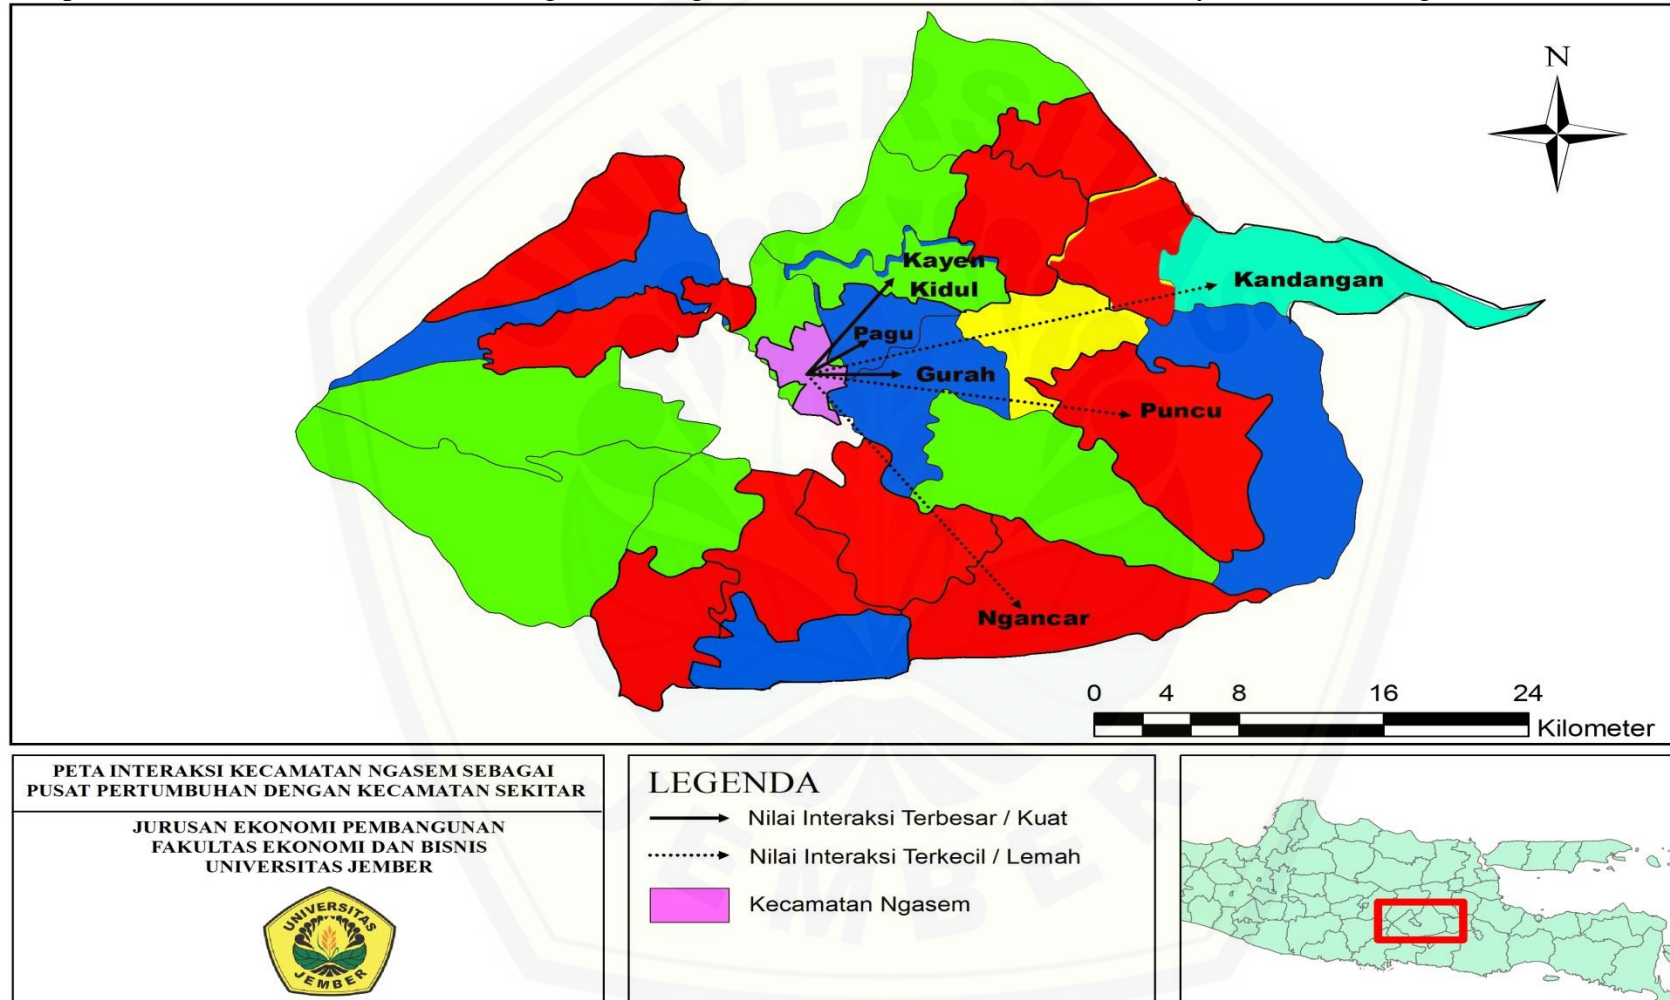 N
Kayen
Kidul
Kandangan
Pagu
Gurah
Puncu
Ngancar
0 4 8 16 24
Kilometer
PETA INTERAKSI KECAMATAN NGASEM SEBAGAI
PUSAT PERTUMBUHAN DENGAN KECAMATAN SEKITAR
JURUSAN EKONOMI PEMBANGUNAN
FAKULTAS EKONOMI DAN BISNIS
UNIVERSITAS JEMBER
UNIVERSITAS
JEMBER
LEGENDA
Nilai Interaksi Terbesar / Kuat
Nilai Interaksi Terkecil / Lemah
Kecamatan Ngasem
UNIVERSITAS
JEMBER